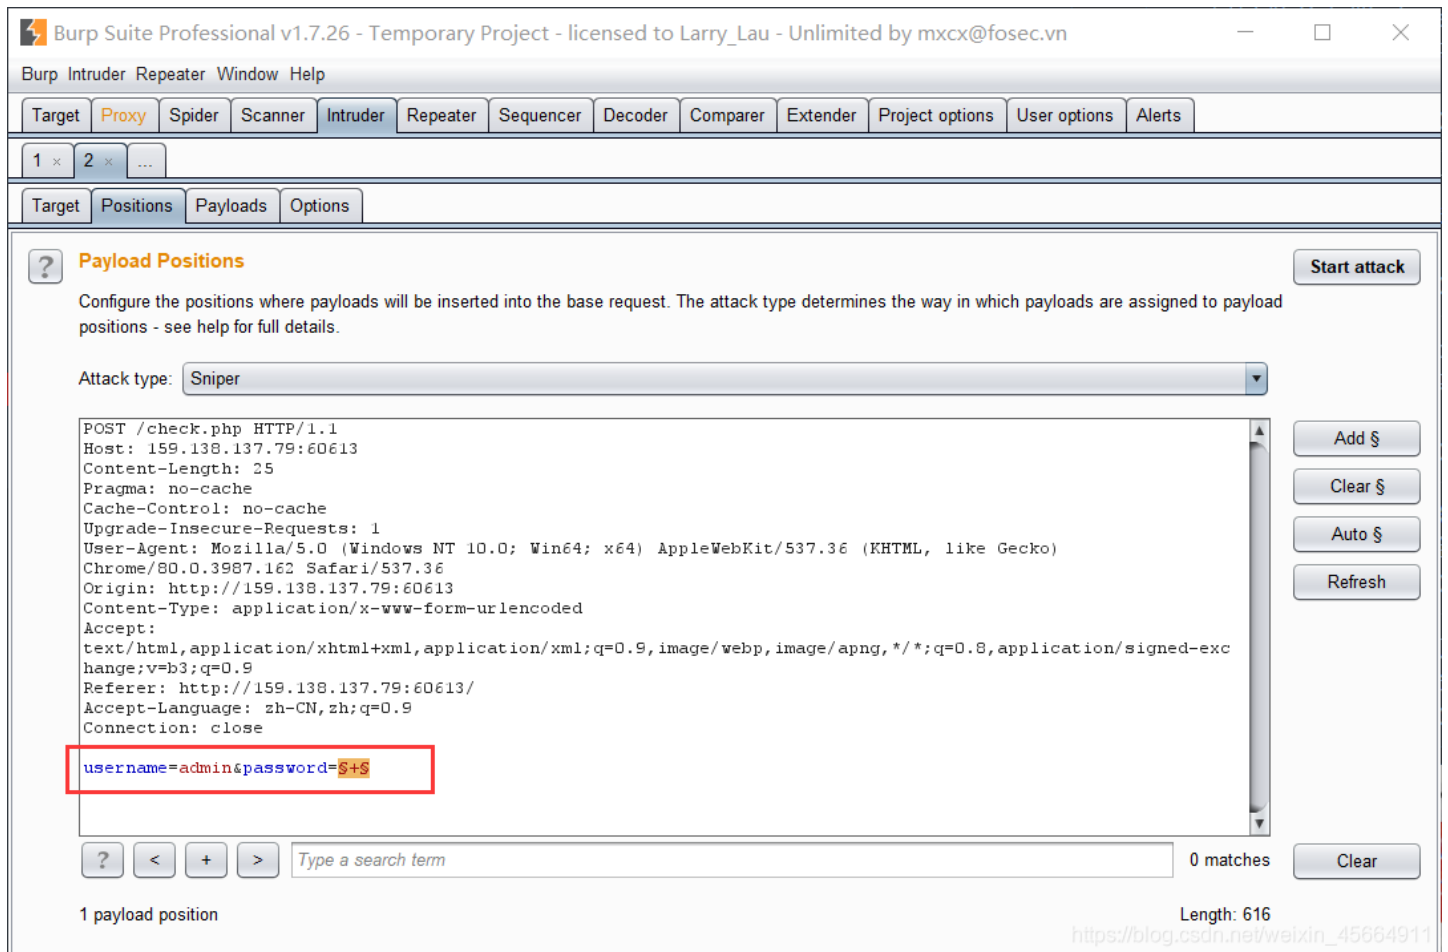 Burp Suite Professional v1.7.26 - Temporary Project - licensed to Larry_Lau - Unlimited by mxcx@fosec.vn
Burp Intruder Repeater Window Help
Target Proxy Spider Scanner Intruder Repeater Sequencer Decoder Comparer Extender Project options User options Alerts
1 × 2 × ...
Target Positions Payloads Options
? Payload Positions Start attack
Configure the positions where payloads will be inserted into the base request. The attack type determines the way in which payloads are assigned to payload
positions - see help for full details.
Attack type: Sniper
POST /check.php HTTP/1.1
Host: 159.138.137.79:60613
Content-Length: 25
Pragma: no-cache
Cache-Control: no-cache
Upgrade-Insecure-Requests: 1
User-Agent: Mozilla/5.0 (Windows NT 10.0; Win64; x64) AppleWebKit/537.36 (KHTML, like Gecko)
Chrome/80.0.3987.162 Safari/537.36
Origin: http://159.138.137.79:60613
Content-Type: application/x-www-form-urlencoded
Accept:
text/html,application/xhtml+xml,application/xml;q=0.9,image/webp,image/apng,*/*;q=0.8,application/signed-exc
hange;v=b3;q=0.9
Referer: http://159.138.137.79:60613/
Accept-Language: zh-CN,zh;q=0.9
Connection: close
username=admin&password=§+§
Add §
Clear §
Auto §
Refresh
? < + > Type a search term 0 matches Clear
1 payload position Length: 616
https://blog.csdn.net/weixin_45664911